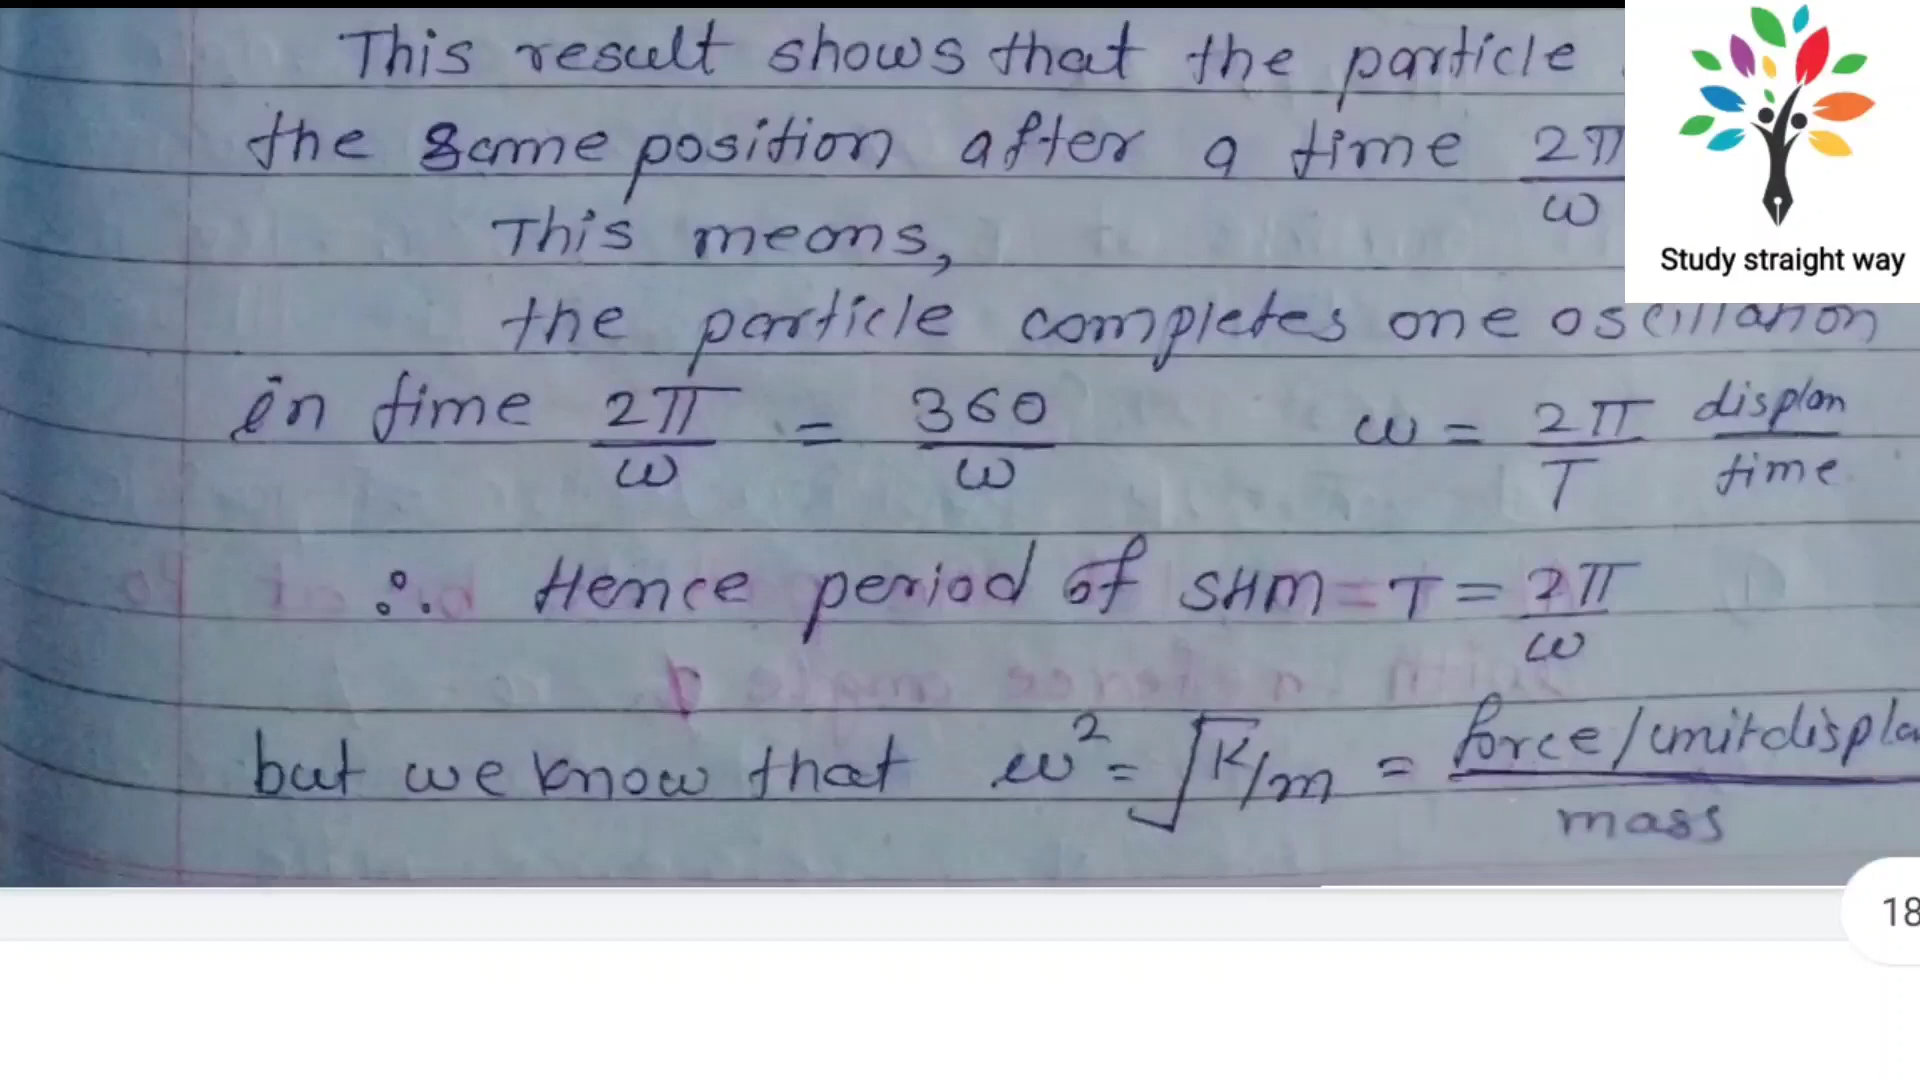 This result shows that the particle
the same position after a time 2π/ω
This means,
the particle completes one oscillation
in time 2π/ω = 360/ω ω = 2π/T displan/time
∴ Hence period of SHM = T = 2π/ω
but we know that ω² = √K/m = force/unit displa/mass
Study straight way
18